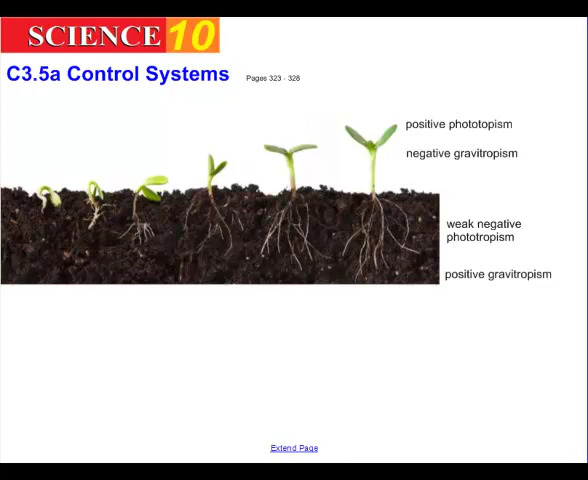 SCIENCE 10
C3.5a Control Systems Pages 323 - 328
positive phototopism
negative gravitropism
weak negative
phototropism
positive gravitropism
Extend Page